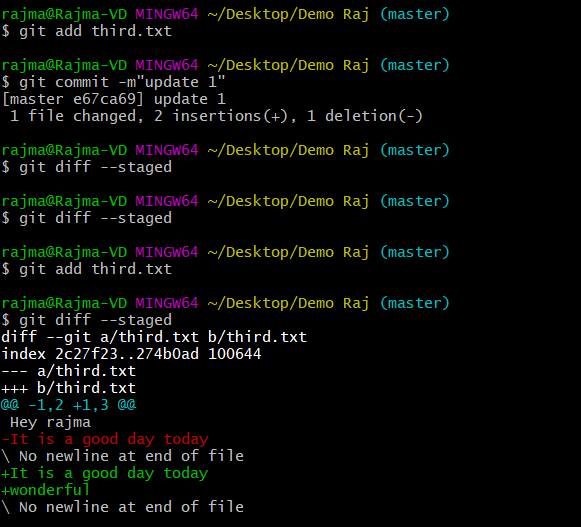 rajma@Rajma-VD MINGW64 ~/Desktop/Demo Raj (master)
$ git add third.txt
rajma@Rajma-VD MINGW64 ~/Desktop/Demo Raj (master)
$ git commit -m"update 1"
[master e67ca69] update 1
 1 file changed, 2 insertions(+), 1 deletion(-)
rajma@Rajma-VD MINGW64 ~/Desktop/Demo Raj (master)
$ git diff --staged
rajma@Rajma-VD MINGW64 ~/Desktop/Demo Raj (master)
$ git diff --staged
rajma@Rajma-VD MINGW64 ~/Desktop/Demo Raj (master)
$ git add third.txt
rajma@Rajma-VD MINGW64 ~/Desktop/Demo Raj (master)
$ git diff --staged
diff --git a/third.txt b/third.txt
index 2c27f23..274b0ad 100644
--- a/third.txt
+++ b/third.txt
@@ -1,2 +1,3 @@
 Hey rajma
-It is a good day today
\ No newline at end of file
+It is a good day today
+wonderful
\ No newline at end of file